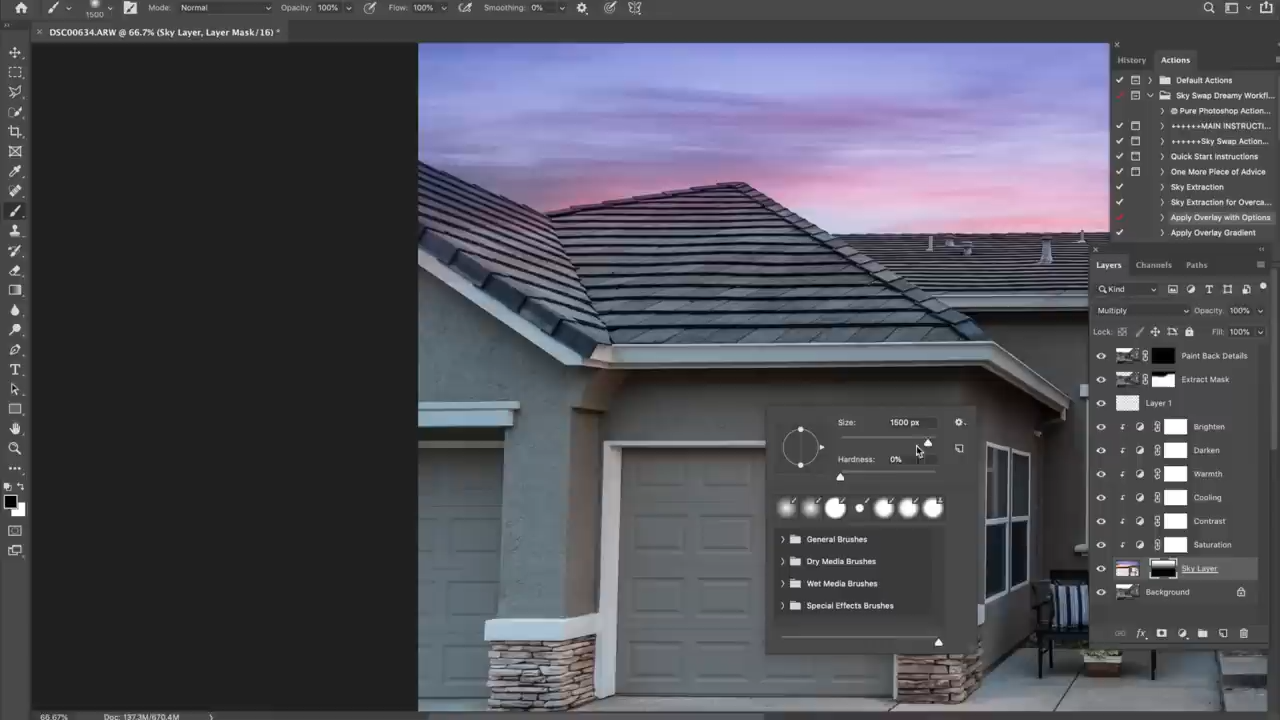 1500
Mode:
Normal
Opacity: 100%
Flow: 100%
Smoothing: 0%
DSC00634.ARW @ 66.7% (Sky Layer, Layer Mask/16) *
History
Actions
Default Actions
Sky Swap Dreamy Workfl...
@ Pure Photoshop Action...
++++++MAIN INSTRUCTI...
++++++Sky Swap Action...
Quick Start Instructions
One More Piece of Advice
Sky Extraction
Sky Extraction for Overca...
Apply Overlay with Options
Apply Overlay Gradient
Layers
Channels
Paths
Kind
Multiply
Opacity: 100%
Lock:
Fill: 100%
Paint Back Details
Extract Mask
Layer 1
Brighten
Darken
Warmth
Cooling
Contrast
Saturation
Sky Layer
Background
fx
Size:
1500 px
Hardness:
0%
General Brushes
Dry Media Brushes
Wet Media Brushes
Special Effects Brushes
66.67%
Doc: 137.3M/670.4M